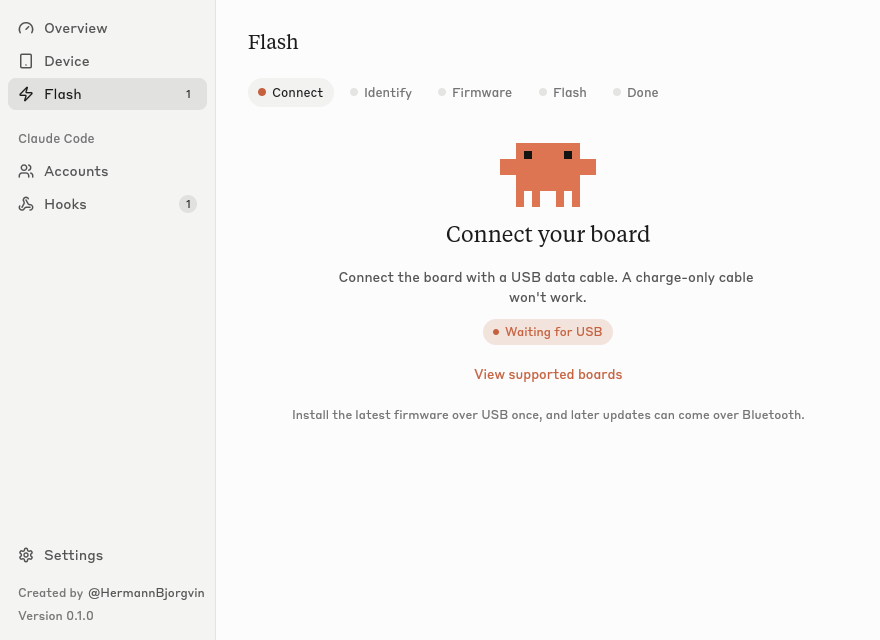 Overview
Device
Flash 1
Claude Code
Accounts
Hooks 1
Settings
Created by @HermannBjorgvin
Version 0.1.0
Flash
Connect Identify Firmware Flash Done
Connect your board
Connect the board with a USB data cable. A charge-only cable
won't work.
Waiting for USB
View supported boards
Install the latest firmware over USB once, and later updates can come over Bluetooth.